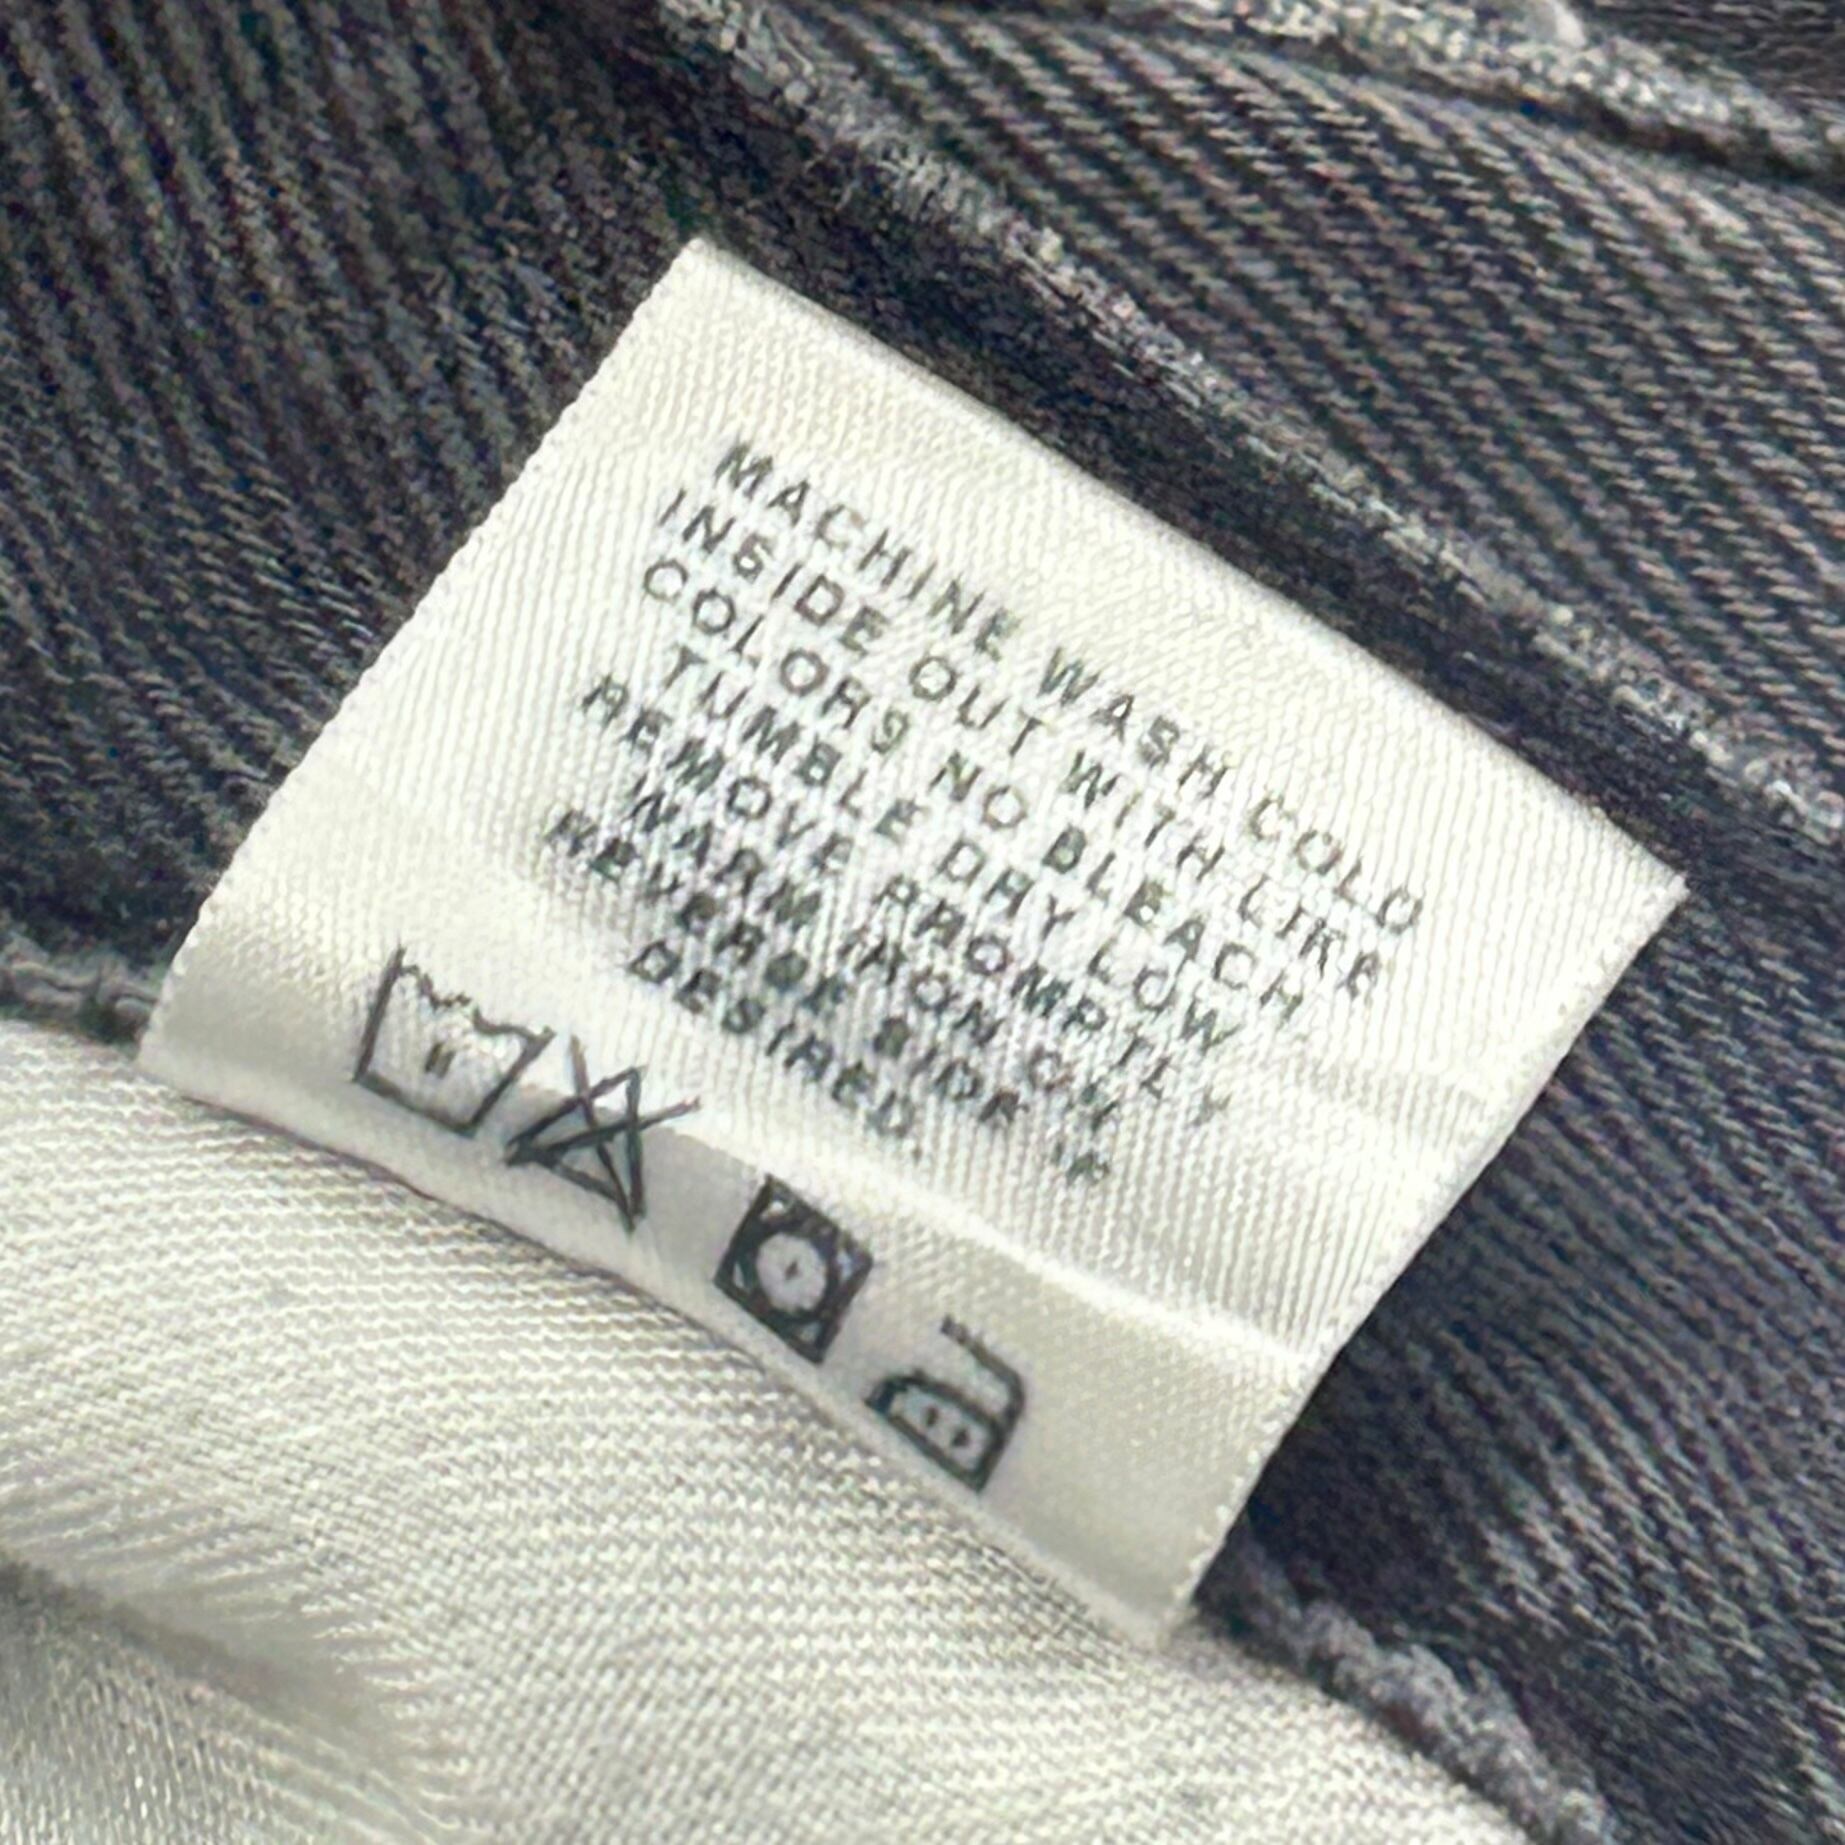 MACHINE WASH COLD
INSIDE OUT WITH LIKE
COLORS NO BLEACH
TUMBLE DRY LOW
REMOVE PROMPTLY
WARM IRON ON
REVERSE SIDE IF
DESIRED.